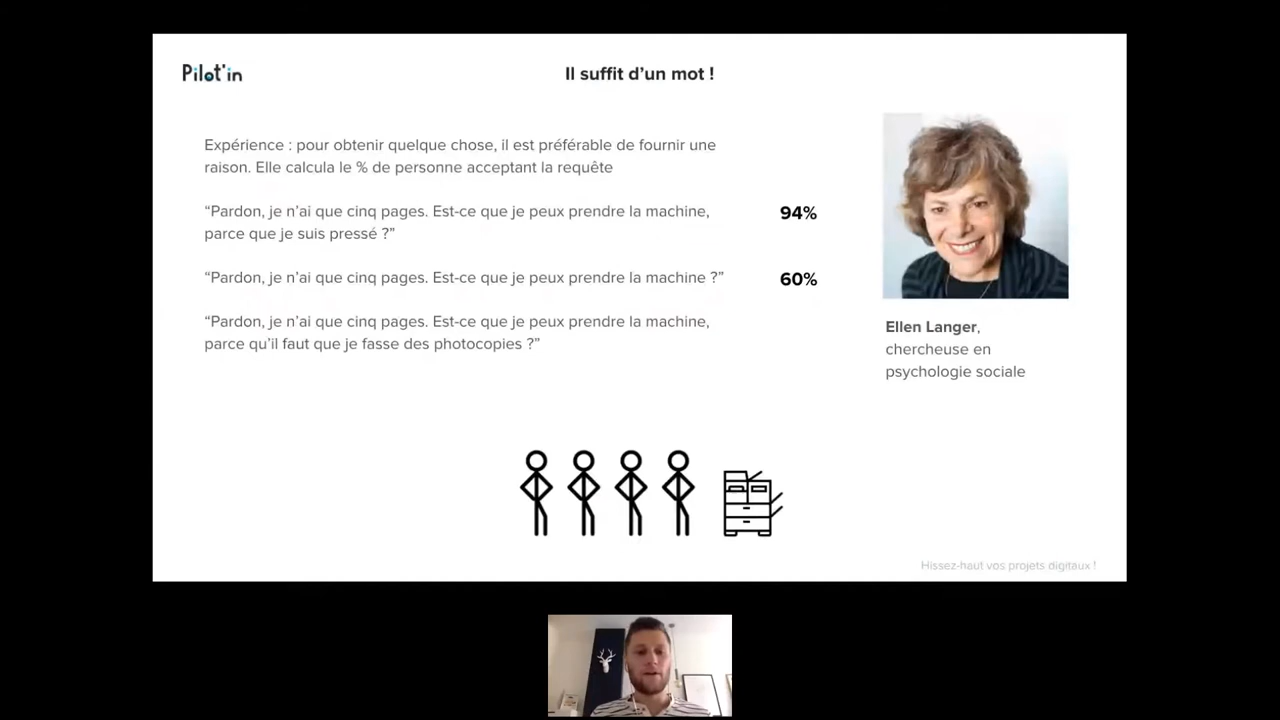 Pilot'in
Il suffit d’un mot !
Expérience : pour obtenir quelque chose, il est préférable de fournir une
raison. Elle calcula le % de personne acceptant la requête
“Pardon, je n’ai que cinq pages. Est-ce que je peux prendre la machine,
parce que je suis pressé ?”
94%
“Pardon, je n’ai que cinq pages. Est-ce que je peux prendre la machine ?”
60%
“Pardon, je n’ai que cinq pages. Est-ce que je peux prendre la machine,
parce qu’il faut que je fasse des photocopies ?”
Ellen Langer,
chercheuse en
psychologie sociale
Hissez-haut vos projets digitaux !